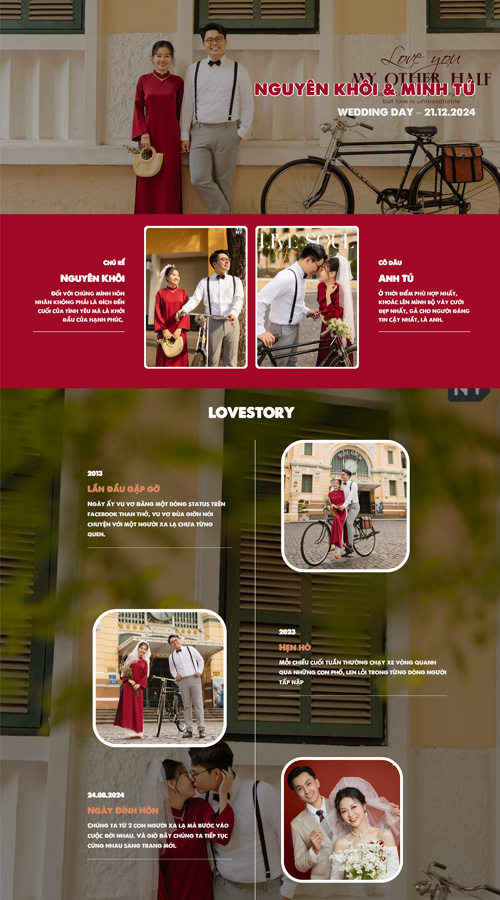 Love you
MY OTHER HALF
NGUYÊN KHÔI & MINH TÚ
but love is unreasonable
WEDDING DAY – 21.12.2024
CHÚ RỂ
NGUYÊN KHÔI
ĐỐI VỚI CHÚNG MÌNH HÔN
NHÂN KHÔNG PHẢI LÀ ĐÍCH ĐẾN
CUỐI CỦA TÌNH YÊU MÀ LÀ KHỞI
ĐẦU CỦA HẠNH PHÚC.
LIVE SOUL
CÔ DÂU
ANH TÚ
Ở THỜI ĐIỂM PHÙ HỢP NHẤT,
KHOÁC LÊN MÌNH BỘ VÁY CƯỚI
ĐẸP NHẤT, GẢ CHO NGƯỜI ĐÁNG
TIN CẬY NHẤT, LÀ ANH.
LOVESTORY
2013
LẦN ĐẦU GẶP GỠ
NGÀY ẤY VU VƠ ĐĂNG MỘT DÒNG STATUS TRÊN
FACEBOOK THAN THỞ, VU VƠ ĐÙA GIỠN NÓI
CHUYỆN VỚI MỘT NGƯỜI XA LẠ CHƯA TỪNG
QUEN.
2023
HẸN HÒ
MỖI CHIỀU CUỐI TUẦN THƯỜNG CHẠY XE VÒNG QUANH
QUA NHỮNG CON PHỐ, LEN LỎI TRONG TỪNG DÒNG NGƯỜI
TẤP NẬP
24.08.2024
NGÀY ĐÍNH HÔN
CHÚNG TA TỪ 2 CON NGƯỜI XA LẠ MÀ BƯỚC VÀO
CUỘC ĐỜI NHAU. VÀ GIỜ ĐÂY CHÚNG TA TIẾP TỤC
CÙNG NHAU SANG TRANG MỚI.